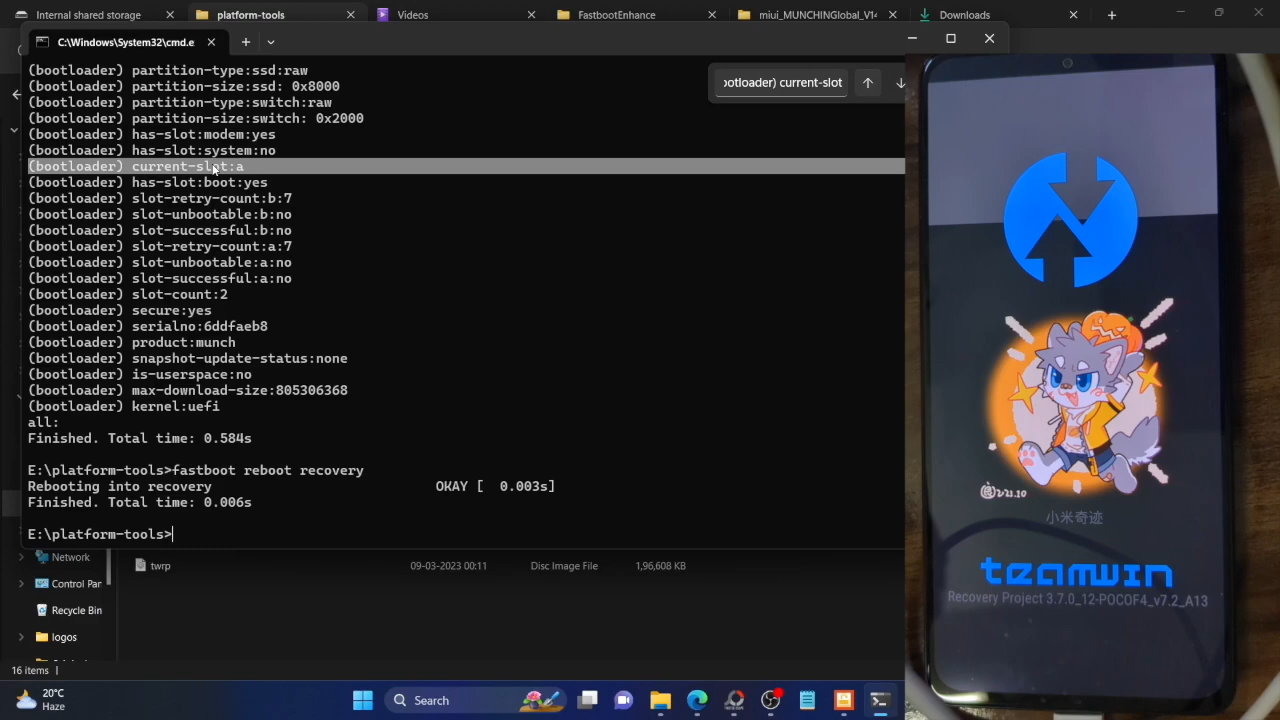 Internal shared storage
platform-tools
Videos
FastbootEnhance
miui_MUNCHINGlobal_V14
Downloads
C:\Windows\System32\cmd.e
(bootloader) partition-type:ssd:raw
(bootloader) partition-size:ssd: 0x8000
(bootloader) partition-type:switch:raw
(bootloader) partition-size:switch: 0x2000
(bootloader) has-slot:modem:yes
(bootloader) has-slot:system:no
(bootloader) current-slot:a
(bootloader) has-slot:boot:yes
(bootloader) slot-retry-count:b:7
(bootloader) slot-unbootable:b:no
(bootloader) slot-successful:b:no
(bootloader) slot-retry-count:a:7
(bootloader) slot-unbootable:a:no
(bootloader) slot-successful:a:no
(bootloader) slot-count:2
(bootloader) secure:yes
(bootloader) serialno:6ddfaeb8
(bootloader) product:munch
(bootloader) snapshot-update-status:none
(bootloader) is-userspace:no
(bootloader) max-download-size:805306368
(bootloader) kernel:uefi
all:
Finished. Total time: 0.584s
E:\platform-tools>fastboot reboot recovery
Rebooting into recovery OKAY [ 0.003s]
Finished. Total time: 0.006s
E:\platform-tools>
ootloader) current-slot
Network
Control Par
Recycle Bin
logos
twrp 09-03-2023 00:11 Disc Image File 1,96,608 KB
16 items
20°C
Haze
Search
小米奇迹
teamwin
Recovery Project 3.7.0_12-POCOF4_v7.2_A13